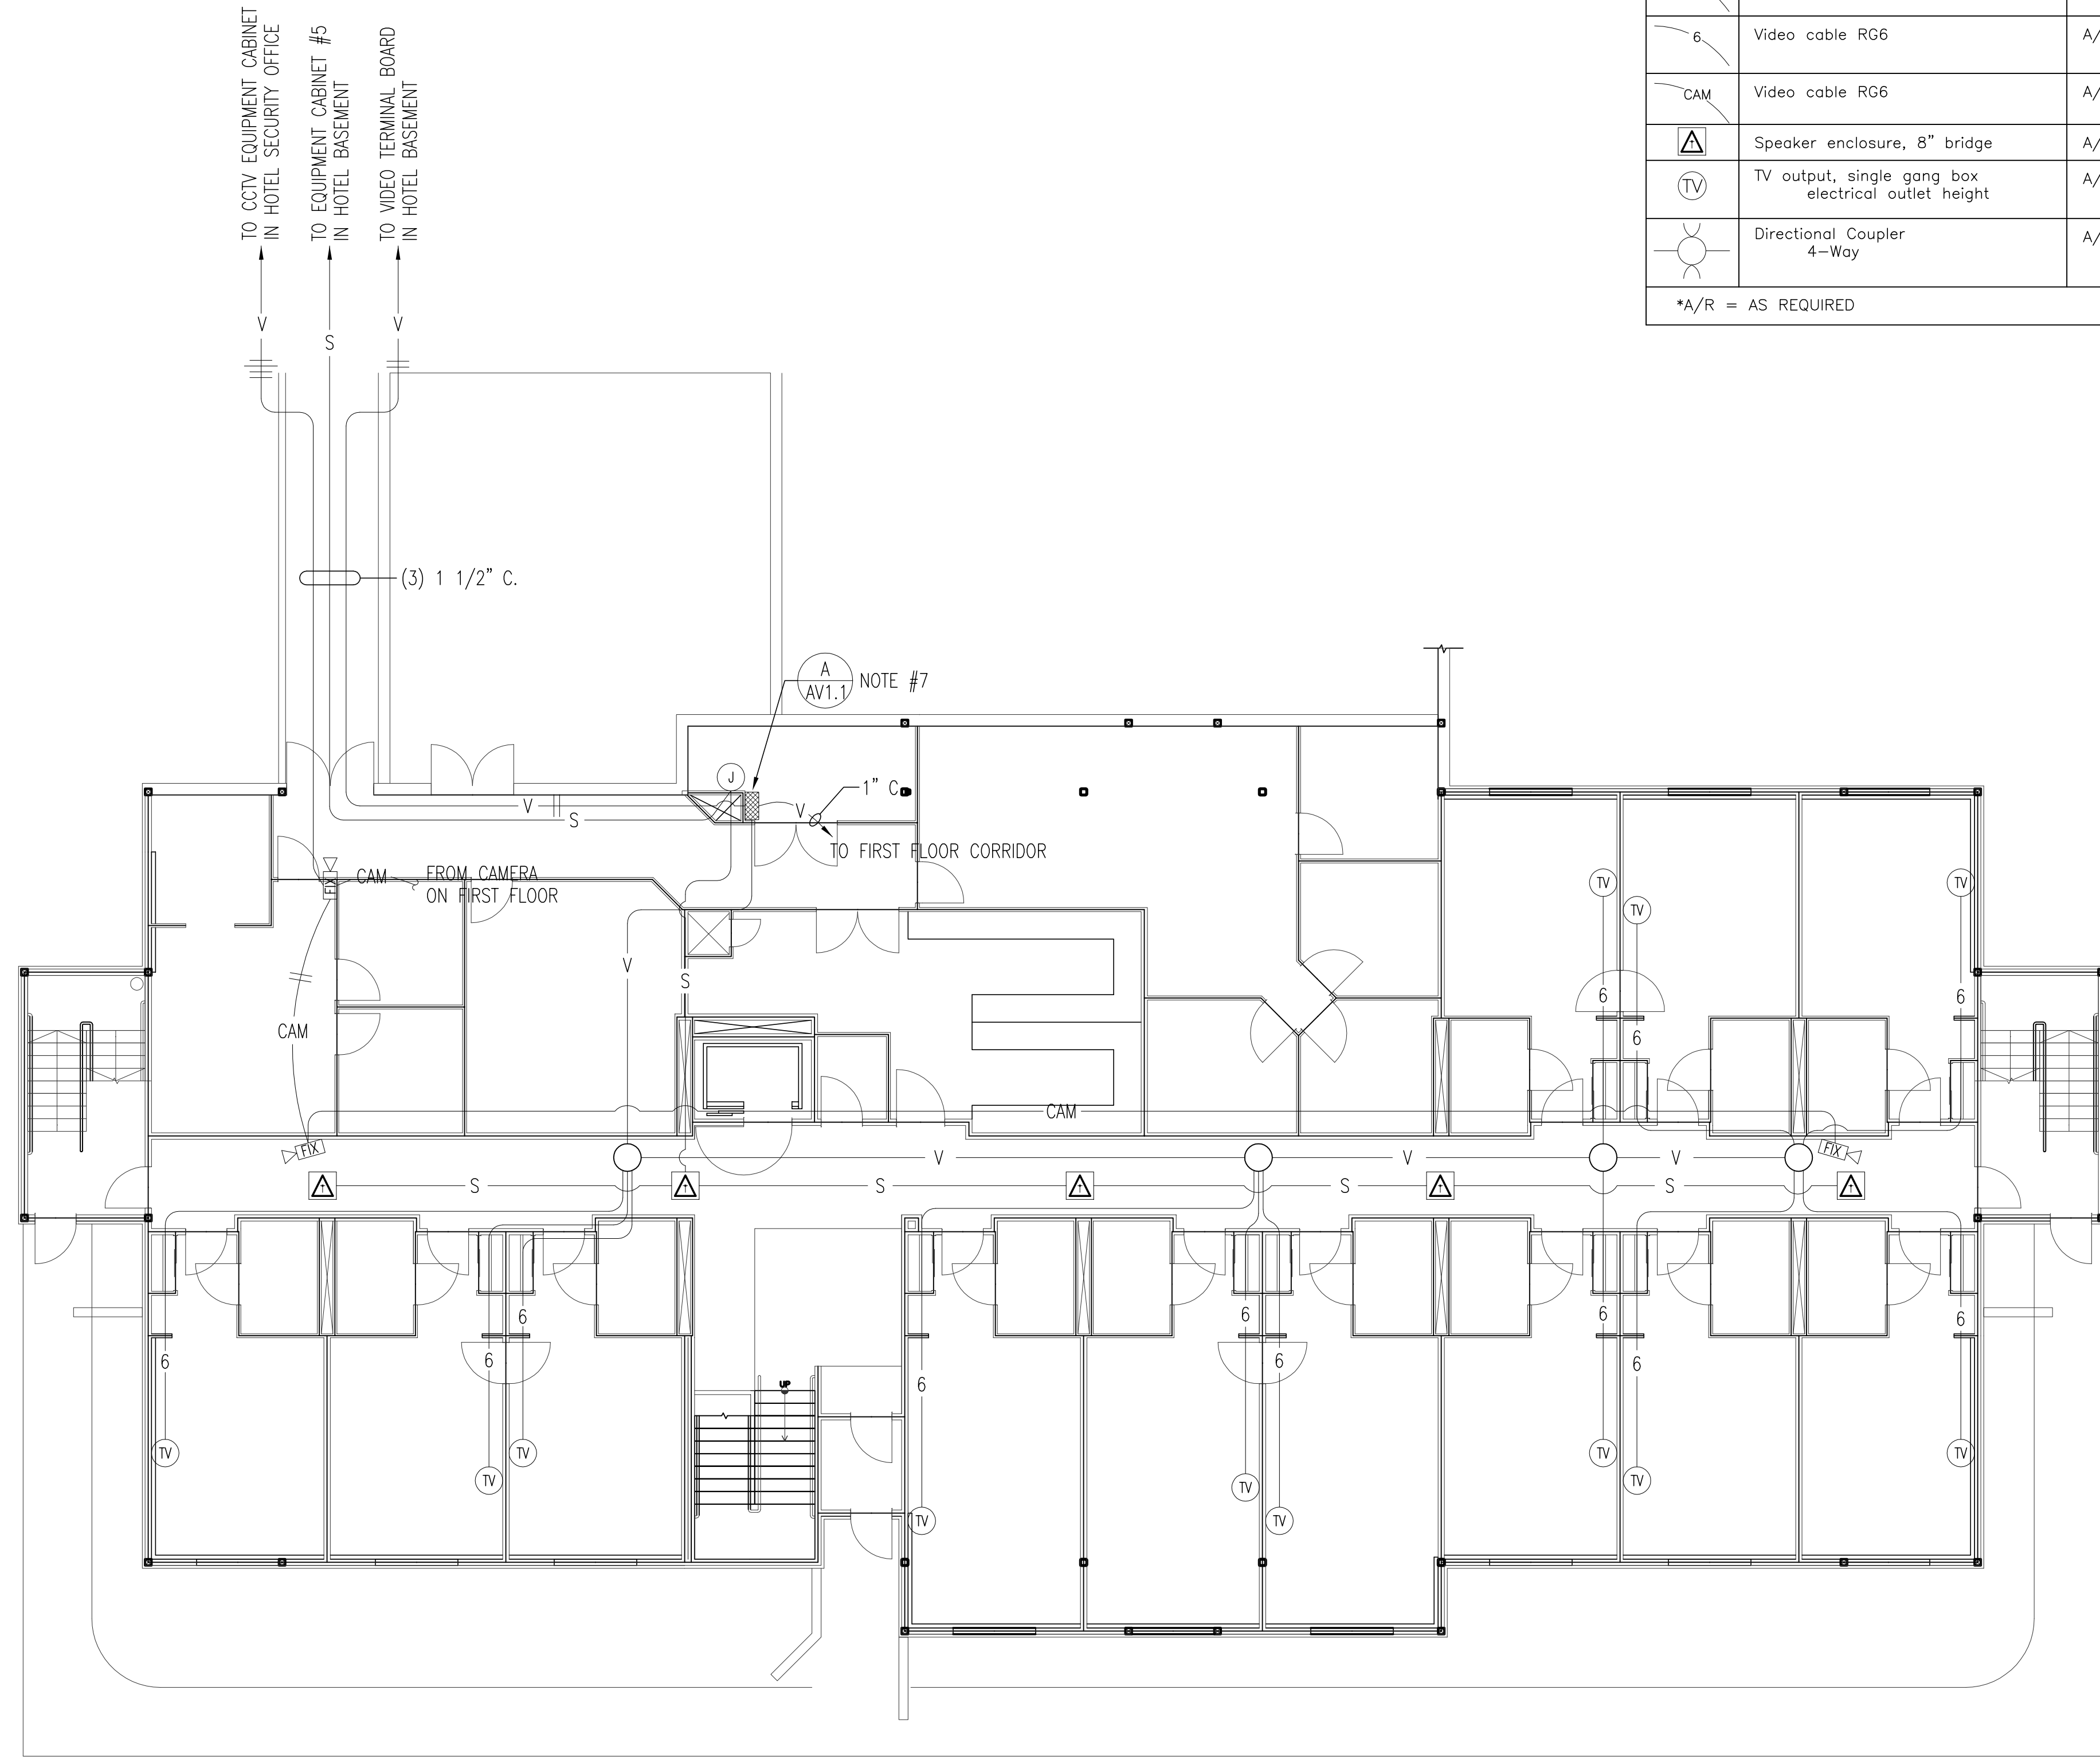 TO CCTV EQUIPMENT CABINET
IN HOTEL SECURITY OFFICE
TO EQUIPMENT CABINET #5
IN HOTEL BASEMENT
TO VIDEO TERMINAL BOARD
IN HOTEL BASEMENT
6 Video cable RG6 A/
CAM Video cable RG6 A/
Speaker enclosure, 8" bridge A/
TV TV output, single gang box A/
electrical outlet height
Directional Coupler A/
4-Way
*A/R = AS REQUIRED
V
S
V
(3) 1 1/2" C.
A
AV1.1
NOTE #7
J
1" C
V
V
S
TO FIRST FLOOR CORRIDOR
FIX
CAM
FROM CAMERA
ON FIRST FLOOR
TV
TV
TV
V
S
6
6
6
CAM
CAM
FIX
FIX
V
V
V
S
S
S
S
6
6
6
6
6
6
6
6
6
UP
TV
TV
TV
TV
TV
TV
TV
TV
TV